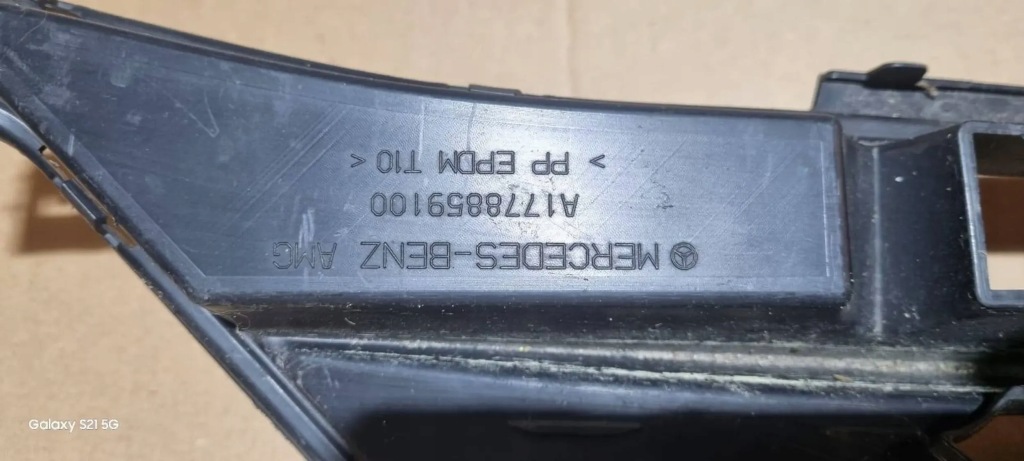 MERCEDES-BENZ AMG
A1778859100
> PP EPDM T10 <
Galaxy S21 5G